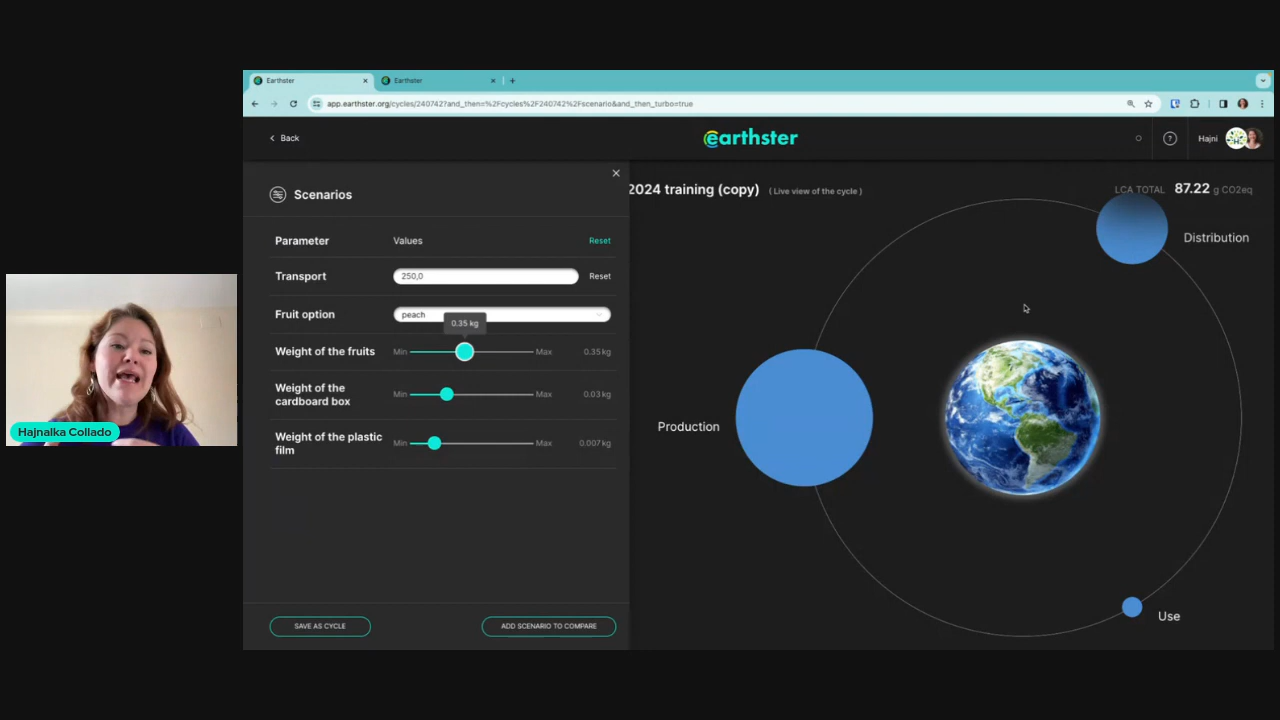 Earthster
Earthster
app.earthster.org/cycles/240742?and_then=%2Fcycles%2F240742%2Fscenario&and_then_turbo=true
Back
earthster
Hajni
Scenarios
2024 training (copy) ( Live view of the cycle )
LCA TOTAL 87.22 g CO2eq
Parameter Values Reset
Transport 250,0 Reset
Fruit option peach
0.35 kg
Weight of the fruits Min Max 0.35 kg
Weight of the
cardboard box Min Max 0.03 kg
Weight of the plastic
film Min Max 0.007 kg
SAVE AS CYCLE ADD SCENARIO TO COMPARE
Distribution
Production
Use
Hajnalka Collado